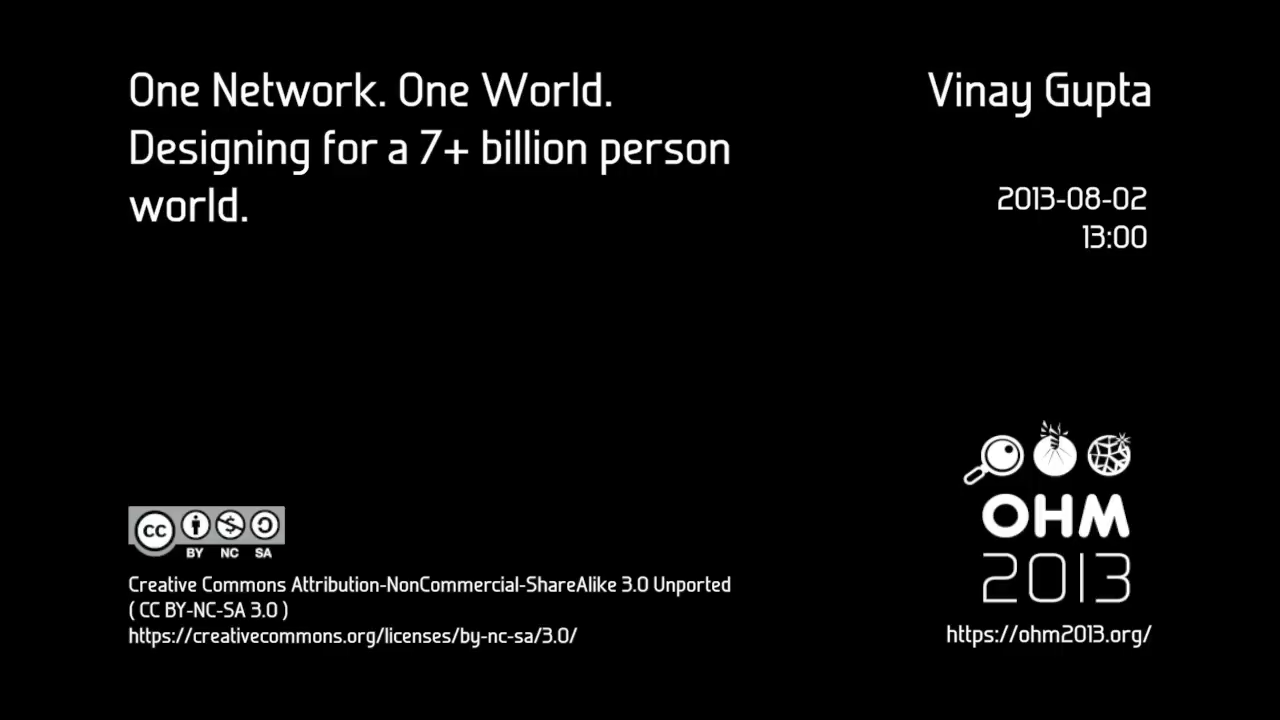 One Network. One World.
Designing for a 7+ billion person
world.
Vinay Gupta
2013-08-02
13:00
CC
BY NC SA
Creative Commons Attribution-NonCommercial-ShareAlike 3.0 Unported
( CC BY-NC-SA 3.0 )
https://creativecommons.org/licenses/by-nc-sa/3.0/
OHM
2013
https://ohm2013.org/